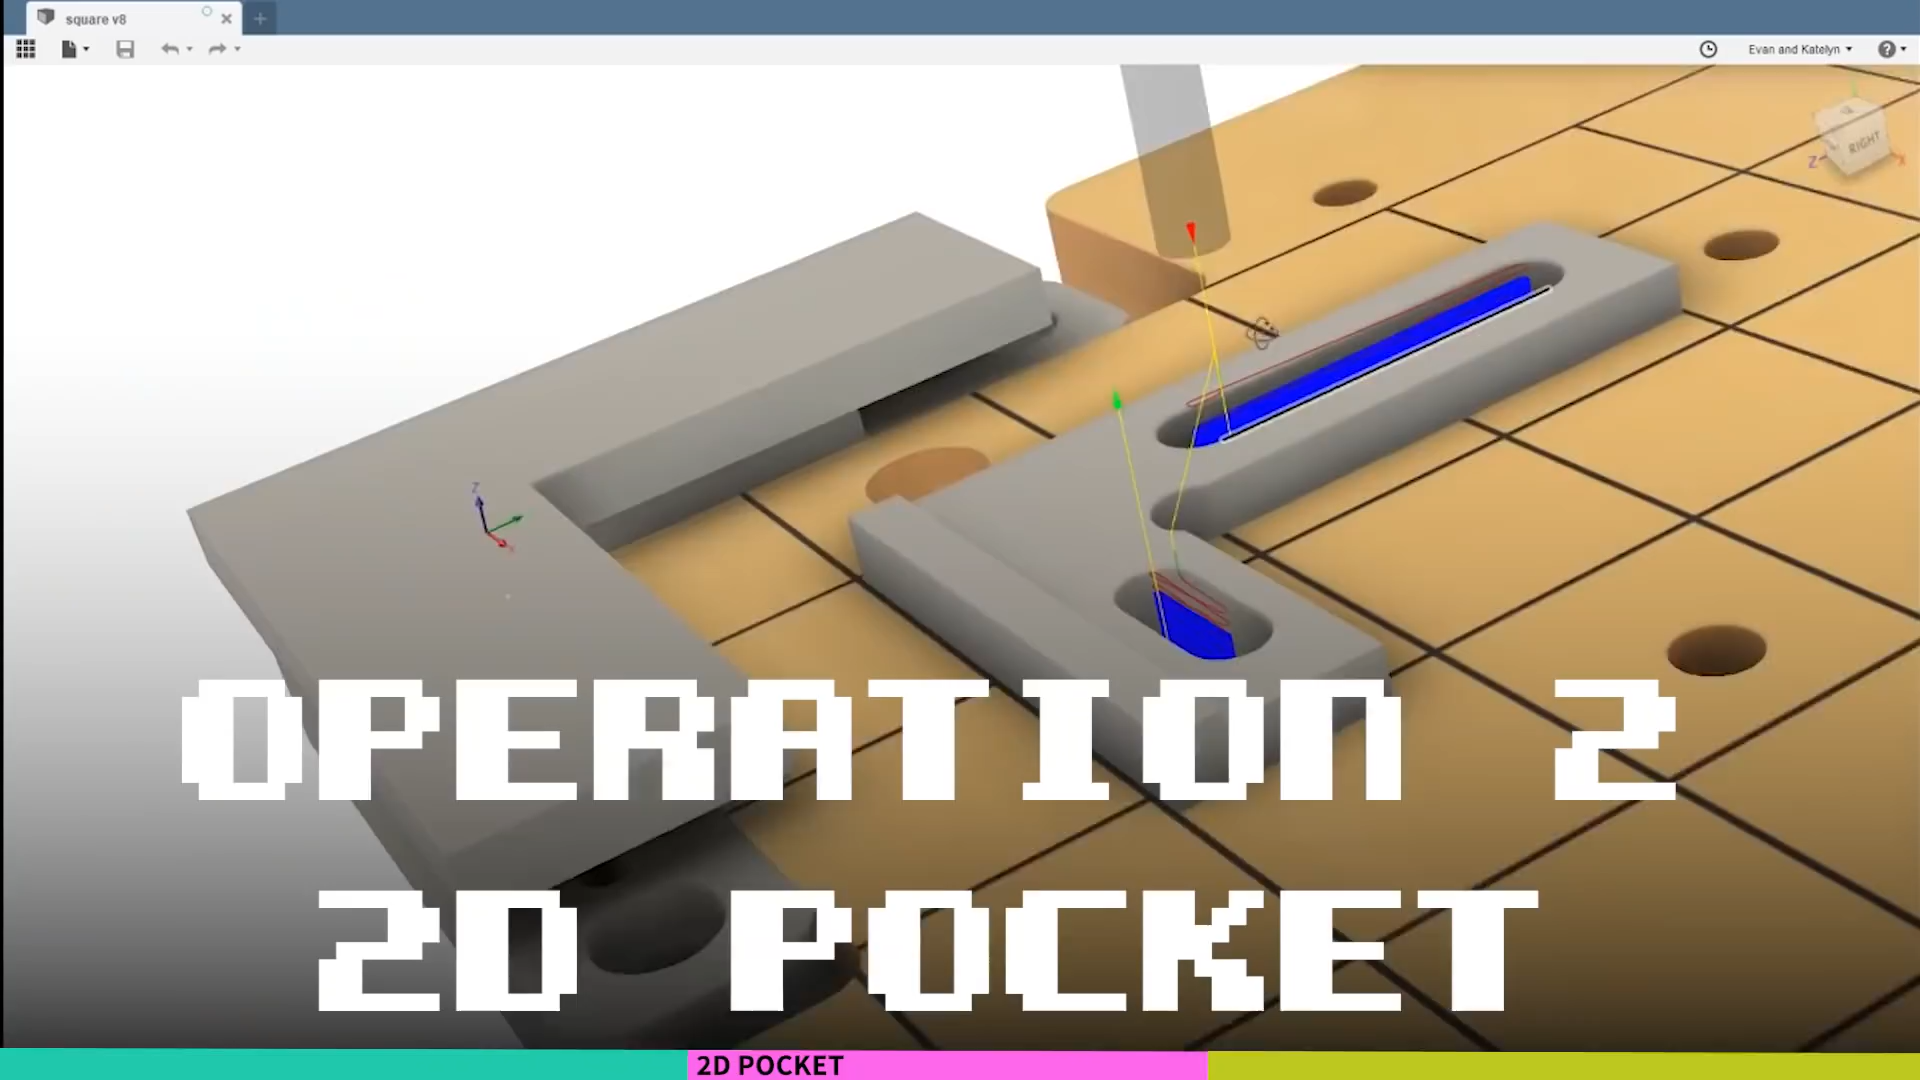 square v8
Evan and Katelyn
?
RIGHT
Z
X
Z
X
OPERATION 2
2D POCKET
2D POCKET